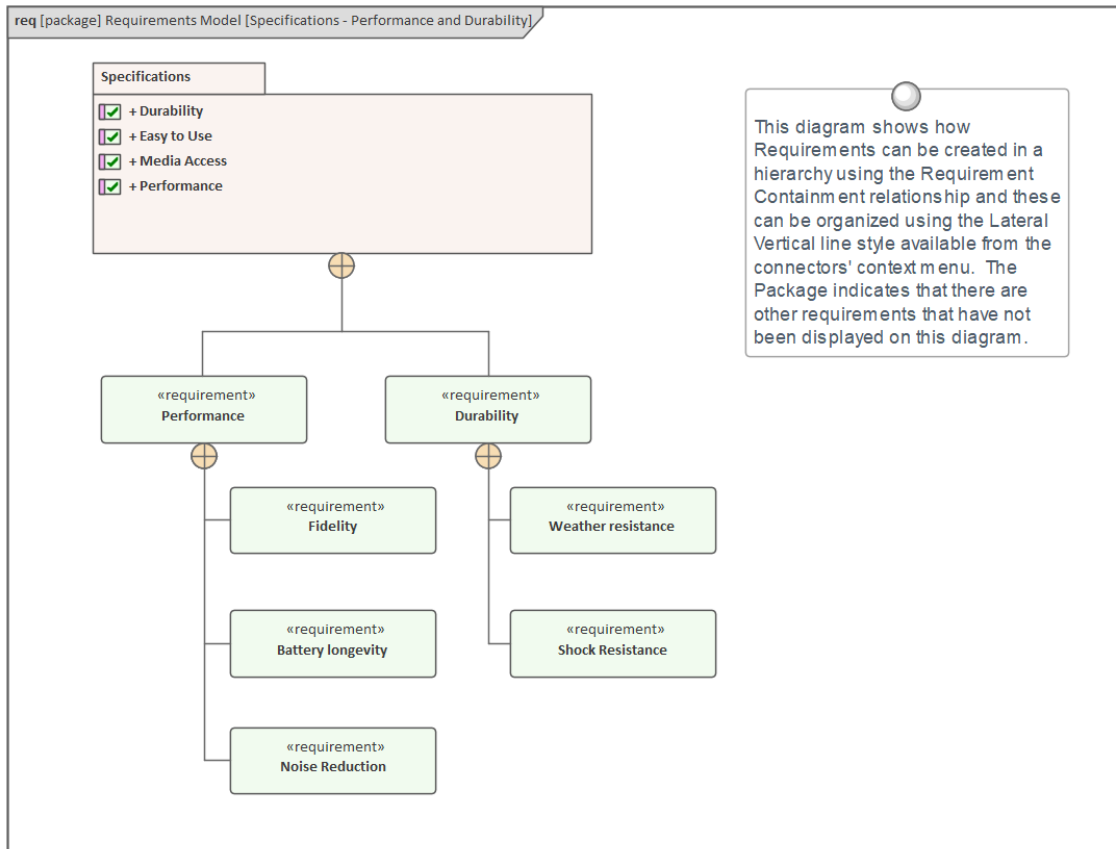 req [package] Requirements Model [Specifications - Performance and Durability]
Specifications
+ Durability
+ Easy to Use
+ Media Access
+ Performance
This diagram shows how
Requirements can be created in a
hierarchy using the Requirement
Containment relationship and these
can be organized using the Lateral
Vertical line style available from the
connectors' context menu.  The
Package indicates that there are
other requirements that have not
been displayed on this diagram.
«requirement»
Performance
«requirement»
Durability
«requirement»
Fidelity
«requirement»
Weather resistance
«requirement»
Battery longevity
«requirement»
Shock Resistance
«requirement»
Noise Reduction